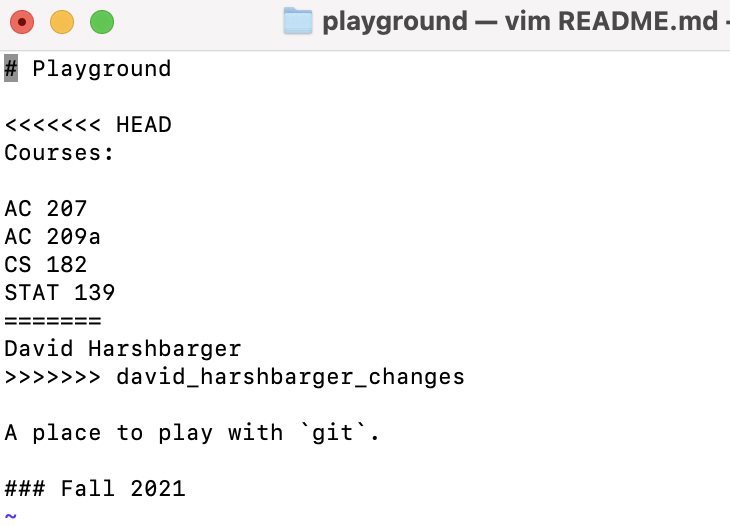 playground — vim README.md -
# Playground
<<<<<<< HEAD
Courses:
AC 207
AC 209a
CS 182
STAT 139
=======
David Harshbarger
>>>>>>> david_harshbarger_changes
A place to play with `git`.
### Fall 2021
~